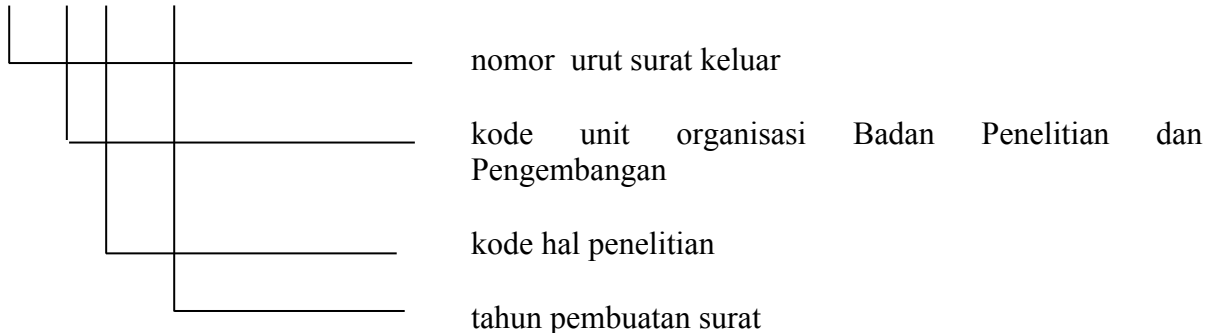 nomor urut surat keluar
kode unit organisasi Badan Penelitian dan
Pengembangan
kode hal penelitian
tahun pembuatan surat